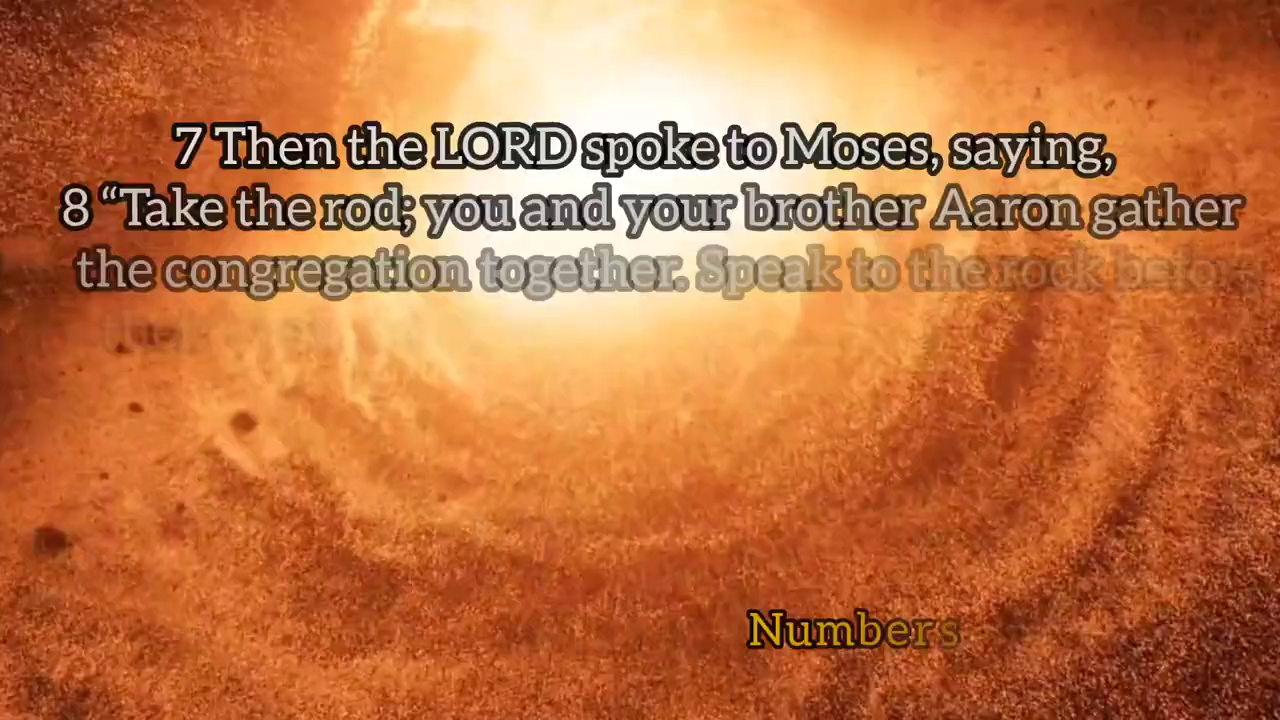 7 Then the LORD spoke to Moses, saying,
8 “Take the rod; you and your brother Aaron gather
the congregation together. Speak to the rock before
their
Numbers